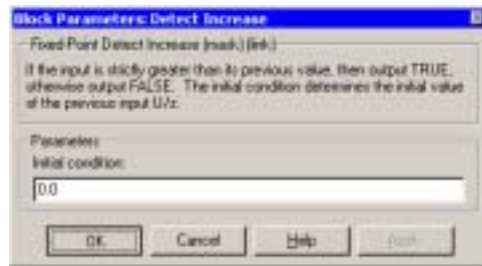 Block Parameters: Detect Increase
Fixed-Point Detect Increase (mask) (link)
If the input is strictly greater than its previous value, then output TRUE,
otherwise output FALSE.  The initial condition determines the initial value
of the previous input U/z.
Parameters
Initial condition:
0.0
OK
Cancel
Help
Apply